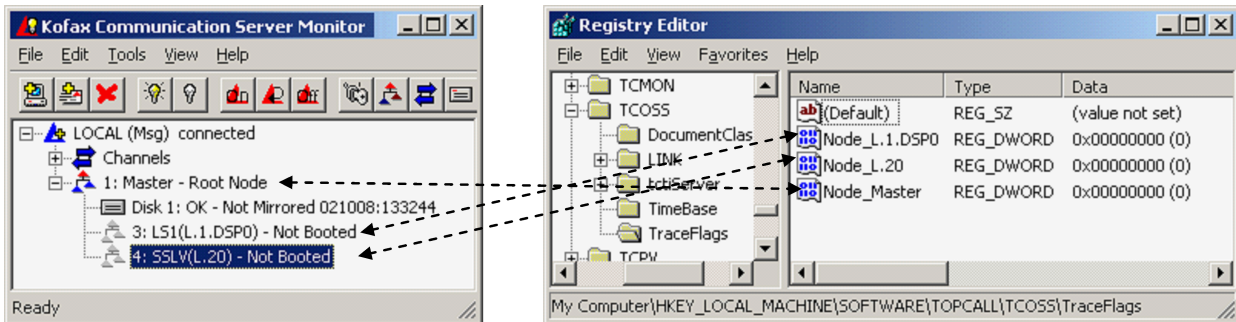 Kofax Communication Server Monitor
File Edit Tools View Help
LOCAL (Msg) connected
Channels
1: Master - Root Node
Disk 1: OK - Not Mirrored 021008:133244
3: LS1(L.1.DSP0) - Not Booted
4: SSLV(L.20) - Not Booted
Ready
Registry Editor
File Edit View Favorites Help
TCMON
TCOSS
DocumentClas
LINK
tctiServer
TimeBase
TraceFlags
TCPV
Name Type Data
(Default) REG_SZ (value not set)
Node_L.1.DSP0 REG_DWORD 0x00000000 (0)
Node_L.20 REG_DWORD 0x00000000 (0)
Node_Master REG_DWORD 0x00000000 (0)
My Computer\HKEY_LOCAL_MACHINE\SOFTWARE\TOPCALL\TCOSS\TraceFlags